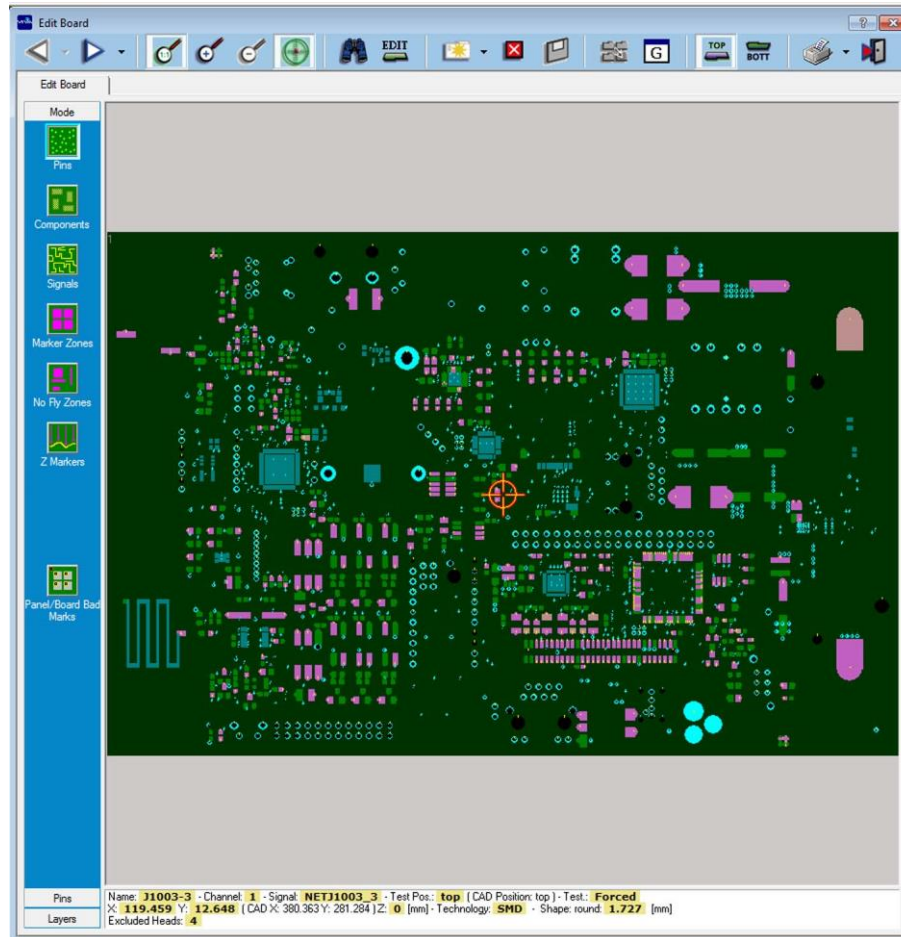 Edit Board
EDIT
G
TOP
BOTT
Edit Board
Mode
Pins
Components
Signals
Marker Zones
No Fly Zones
Z Markers
Panel/Board Bad
Marks
Pins
Layers
1
Name: J1003-3 - Channel: 1 - Signal: NETJ1003_3 - Test Pos.: top ( CAD Position: top ) - Test.: Forced
X: 119.459 Y: 12.648 ( CAD X: 380.363 Y: 281.284 ) Z: 0 [mm] - Technology: SMD - Shape: round: 1.727 [mm]
Excluded Heads: 4